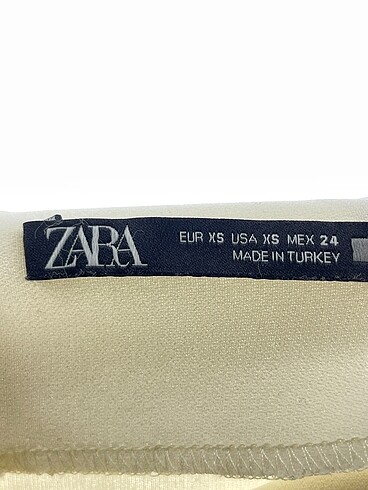 ZARA
EUR XS USA XS MEX 24
MADE IN TURKEY